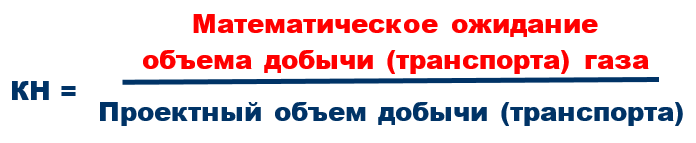 Математическое ожидание
объема добычи (транспорта) газа
КН =
Проектный объем добычи (транспорта)